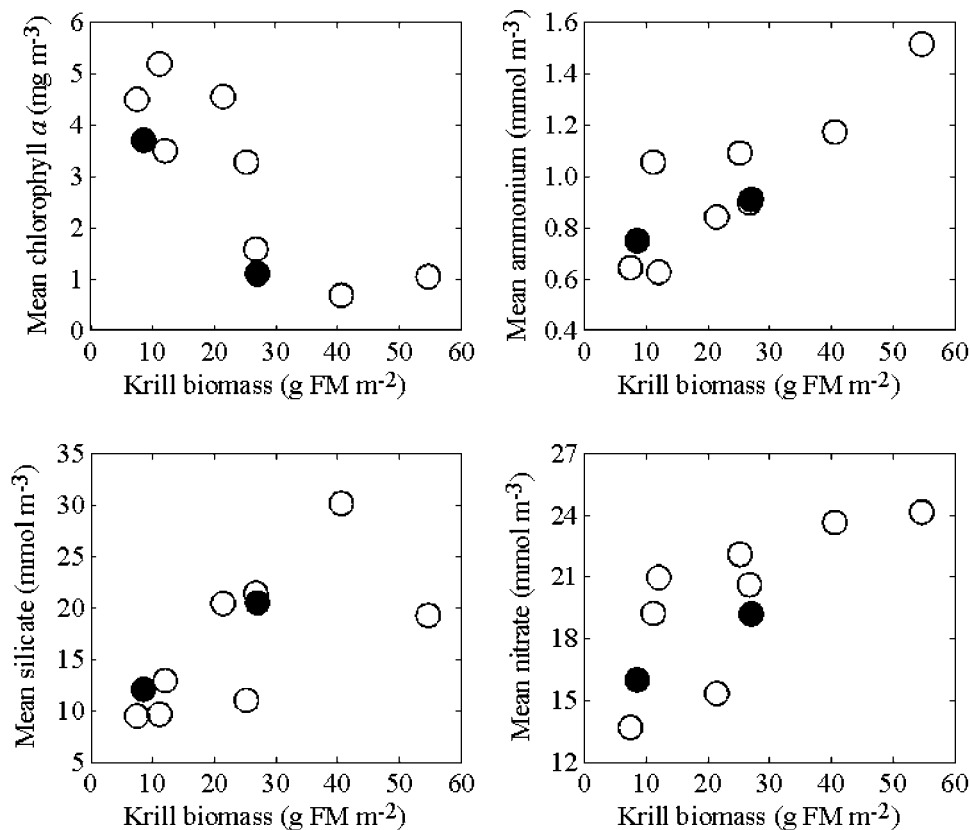 Mean chlorophyll a (mg m-3)
6
5
4
3
2
1
0
0 10 20 30 40 50 60
Krill biomass (g FM m-2)
Mean ammonium (mmol m-3)
1.6
1.4
1.2
1.0
0.8
0.6
0.4
0 10 20 30 40 50 60
Krill biomass (g FM m-2)
Mean silicate (mmol m-3)
35
30
25
20
15
10
5
0 10 20 30 40 50 60
Krill biomass (g FM m-2)
Mean nitrate (mmol m-3)
27
24
21
18
15
12
0 10 20 30 40 50 60
Krill biomass (g FM m-2)